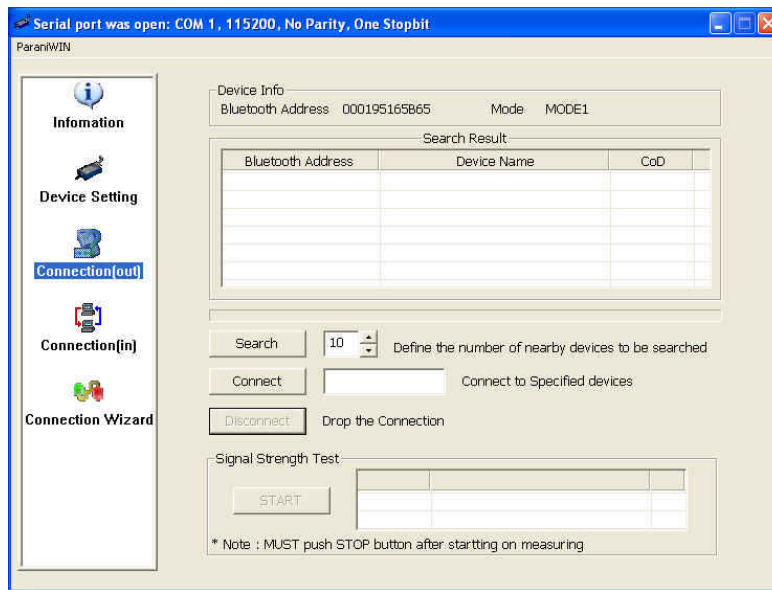 Serial port was open: COM 1, 115200, No Parity, One Stopbit
ParaniWIN
Infomation
Device Setting
Connection(out)
Connection(in)
Connection Wizard
Device Info
Bluetooth Address 000195165B65 Mode MODE1
Search Result
Bluetooth Address Device Name CoD
Search 10 Define the number of nearby devices to be searched
Connect Connect to Specified devices
Disconnect Drop the Connection
Signal Strength Test
START
* Note : MUST push STOP button after startting on measuring